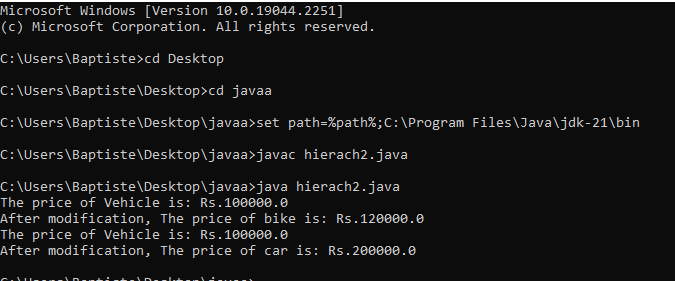 Microsoft Windows [Version 10.0.19044.2251]
(c) Microsoft Corporation. All rights reserved.
C:\Users\Baptiste>cd Desktop
C:\Users\Baptiste\Desktop>cd javaa
C:\Users\Baptiste\Desktop\javaa>set path=%path%;C:\Program Files\Java\jdk-21\bin
C:\Users\Baptiste\Desktop\javaa>javac hierach2.java
C:\Users\Baptiste\Desktop\javaa>java hierach2.java
The price of Vehicle is: Rs.100000.0
After modification, The price of bike is: Rs.120000.0
The price of Vehicle is: Rs.100000.0
After modification, The price of car is: Rs.200000.0
C:\Users\Baptiste\Desktop\javaa>